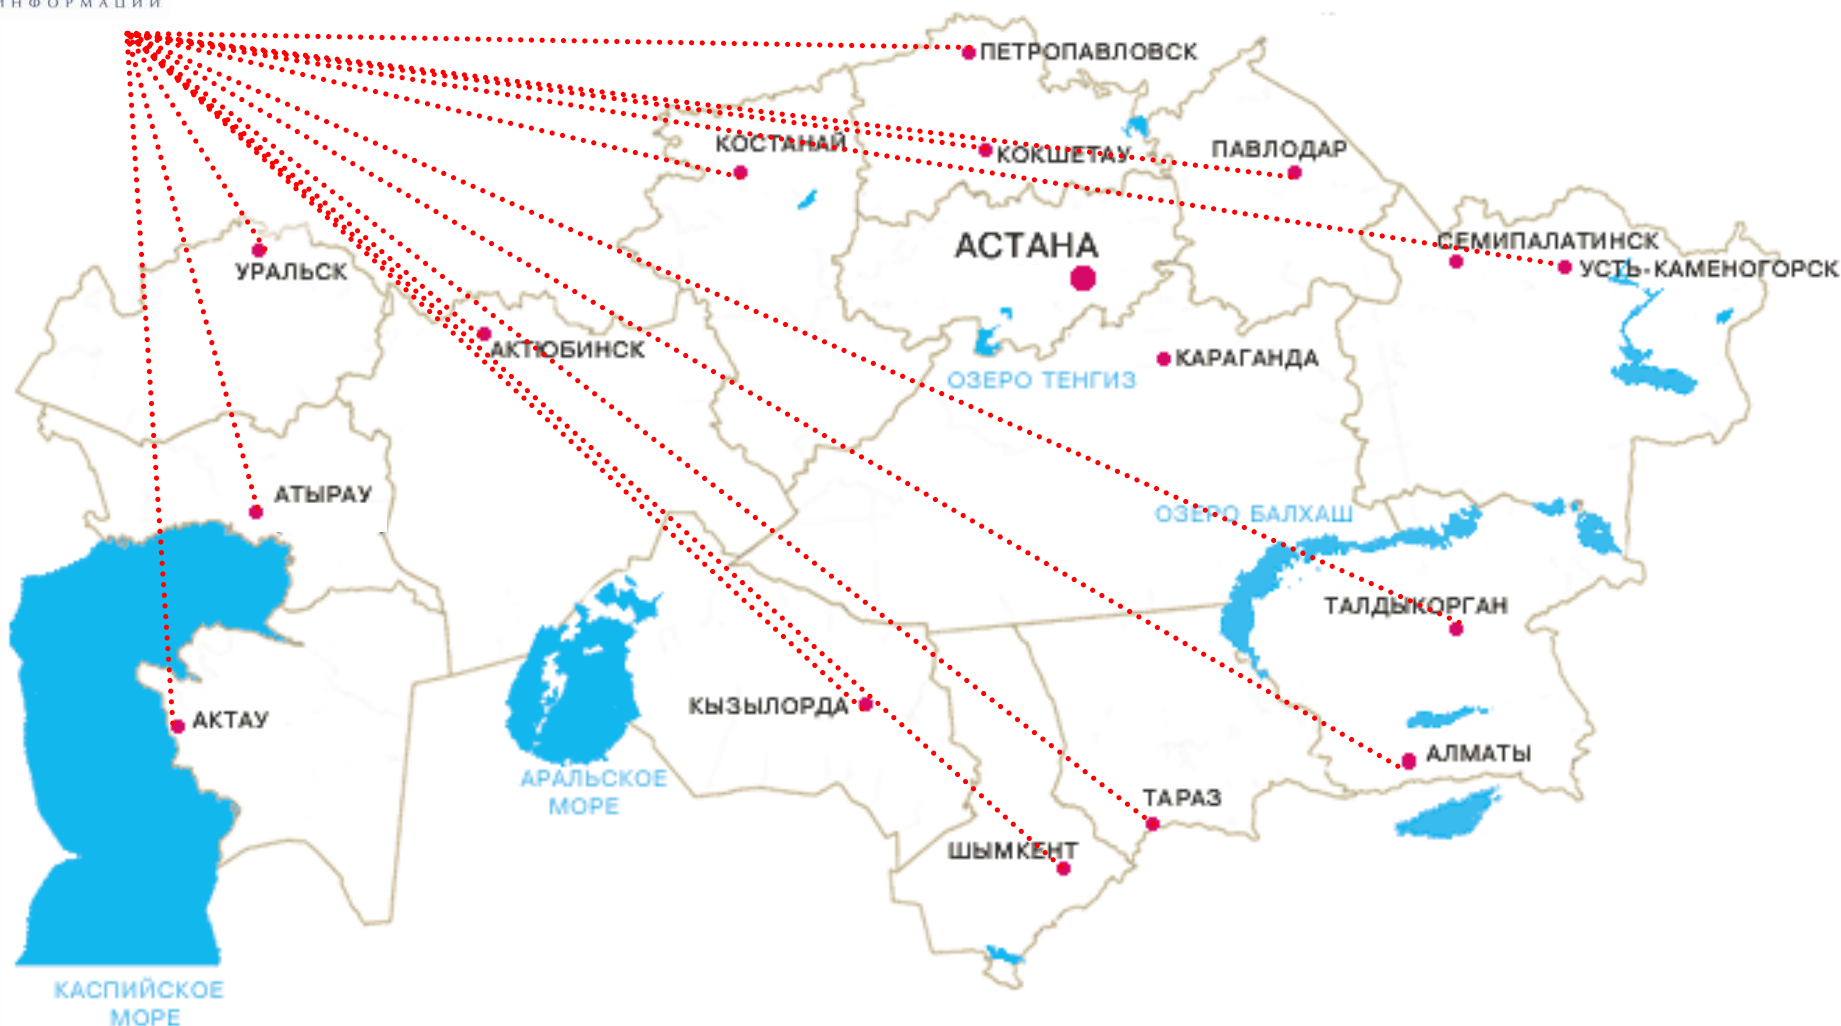 ИНФОРМАЦИИ
ПЕТРОПАВЛОВСК
КОСТАНАЙ
КОКШЕТАУ
ПАВЛОДАР
АСТАНА
СЕМИПАЛАТИНСК
УСТЬ-КАМЕНОГОРСК
УРАЛЬСК
АКТЮБИНСК
КАРАГАНДА
ОЗЕРО ТЕНГИЗ
АТЫРАУ
ОЗЕРО БАЛХАШ
ТАЛДЫКОРГАН
КЫЗЫЛОРДА
АКТАУ
АЛМАТЫ
АРАЛЬСКОЕ
МОРЕ
ТАРАЗ
ШЫМКЕНТ
КАСПИЙСКОЕ
МОРЕ